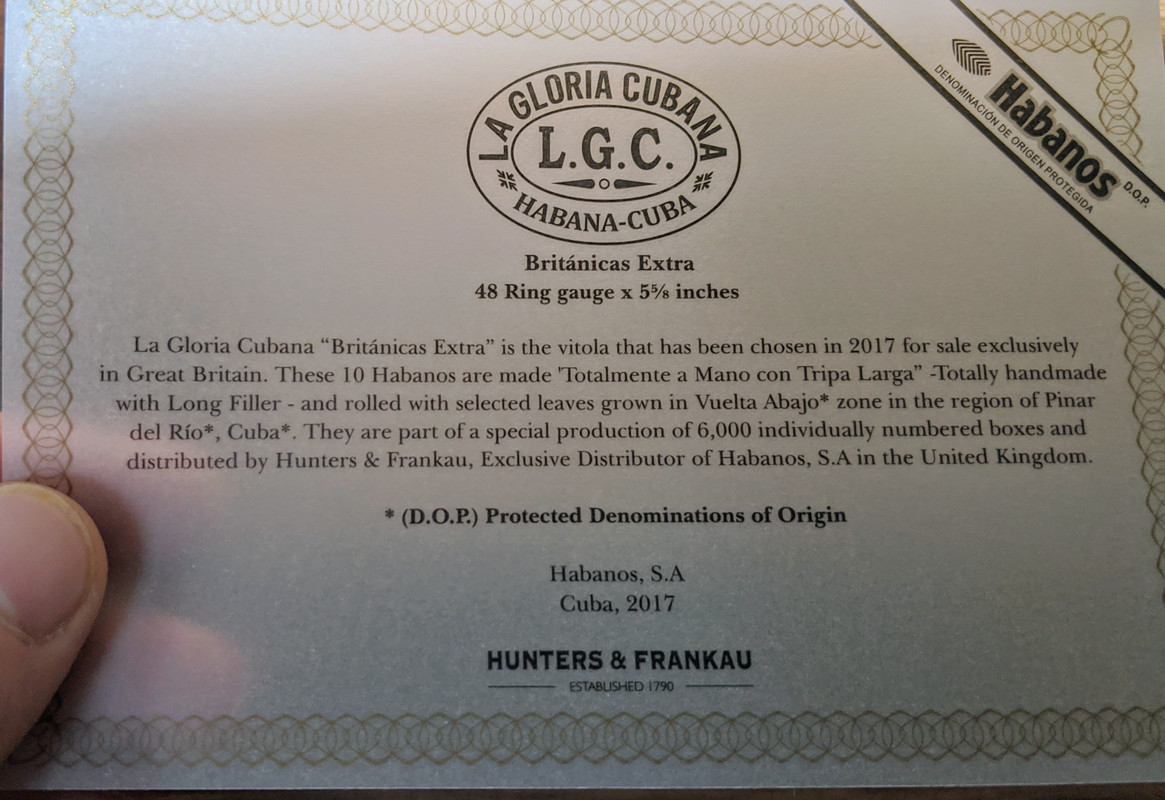 LA GLORIA CUBANA
L.G.C.
HABANA-CUBA
Habanos D.O.P.
DENOMINACIÓN DE ORIGEN PROTEGIDA
Británicas Extra
48 Ring gauge x 5⅝ inches
La Gloria Cubana “Británicas Extra” is the vitola that has been chosen in 2017 for sale exclusively
in Great Britain. These 10 Habanos are made 'Totalmente a Mano con Tripa Larga” -Totally handmade
with Long Filler - and rolled with selected leaves grown in Vuelta Abajo* zone in the region of Pinar
del Río*, Cuba*. They are part of a special production of 6,000 individually numbered boxes and
distributed by Hunters & Frankau, Exclusive Distributor of Habanos, S.A in the United Kingdom.
* (D.O.P.) Protected Denominations of Origin
Habanos, S.A
Cuba, 2017
HUNTERS & FRANKAU
ESTABLISHED 1790